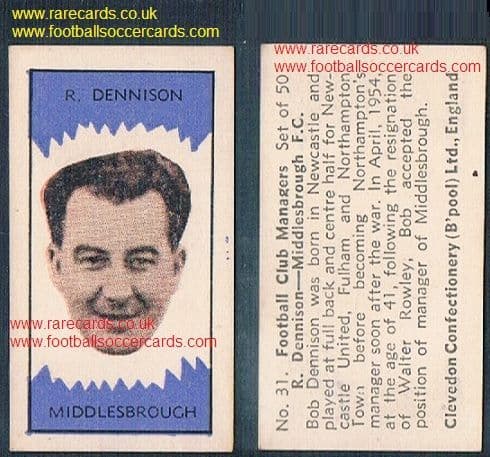 www.rarecards.co.uk
www.footballsoccercards.com
R. DENNISON
www.rarecards.co.uk
www.footballsoccercards.com
MIDDLESBROUGH
www.rarecards.co.uk
www.footballsoccercards.com
No. 31. Football Club Managers Set of 50
R. Dennison—Middlesbrough F.C.
Bob Dennison was born in Newcastle and
played at full back and centre half for New-
castle United, Fulham and Northampton
Town before becoming Northampton's
manager soon after the war. In April, 1954,
at the age of 41, following the resignation
of Walter Rowley, Bob accepted the
position of manager of Middlesbrough.
Clevedon Confectionery (B'pool) Ltd., England